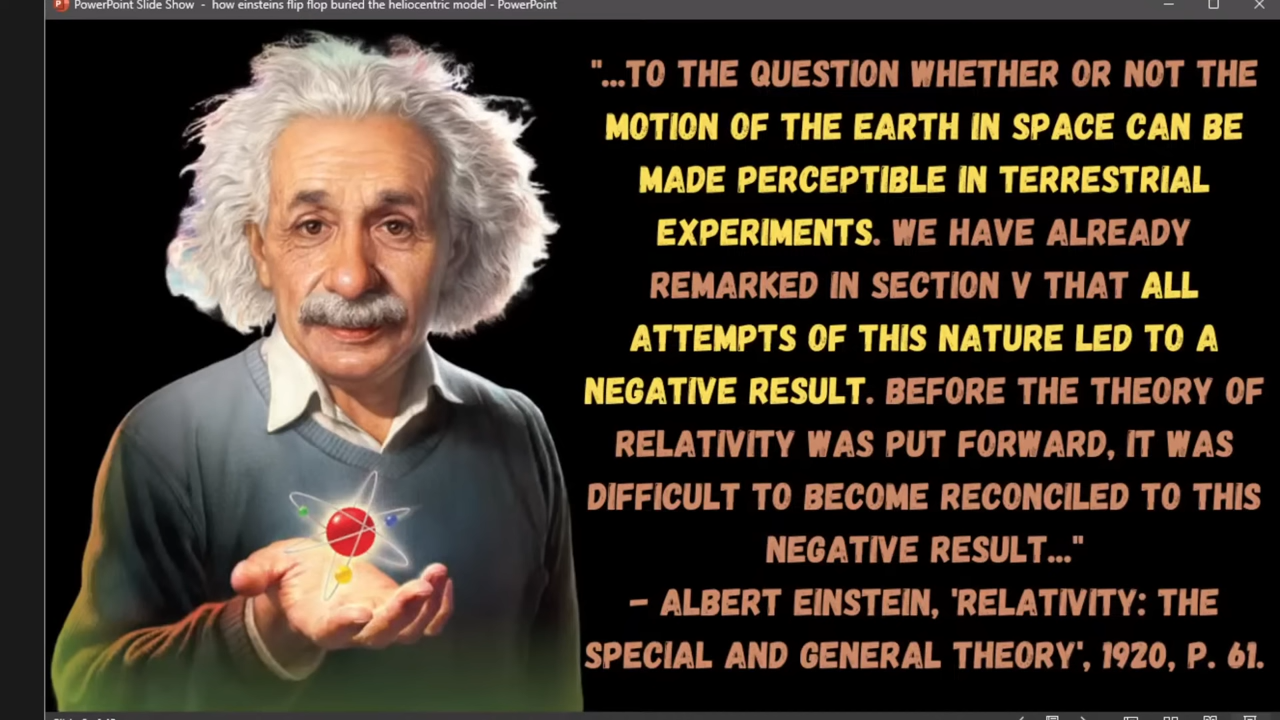 PowerPoint Slide Show - how einsteins flip flop buried the heliocentric model - PowerPoint
"...TO THE QUESTION WHETHER OR NOT THE
MOTION OF THE EARTH IN SPACE CAN BE
MADE PERCEPTIBLE IN TERRESTRIAL
EXPERIMENTS. WE HAVE ALREADY
REMARKED IN SECTION V THAT ALL
ATTEMPTS OF THIS NATURE LED TO A
NEGATIVE RESULT. BEFORE THE THEORY OF
RELATIVITY WAS PUT FORWARD, IT WAS
DIFFICULT TO BECOME RECONCILED TO THIS
NEGATIVE RESULT..."
- ALBERT EINSTEIN, 'RELATIVITY: THE
SPECIAL AND GENERAL THEORY', 1920, P. 61.